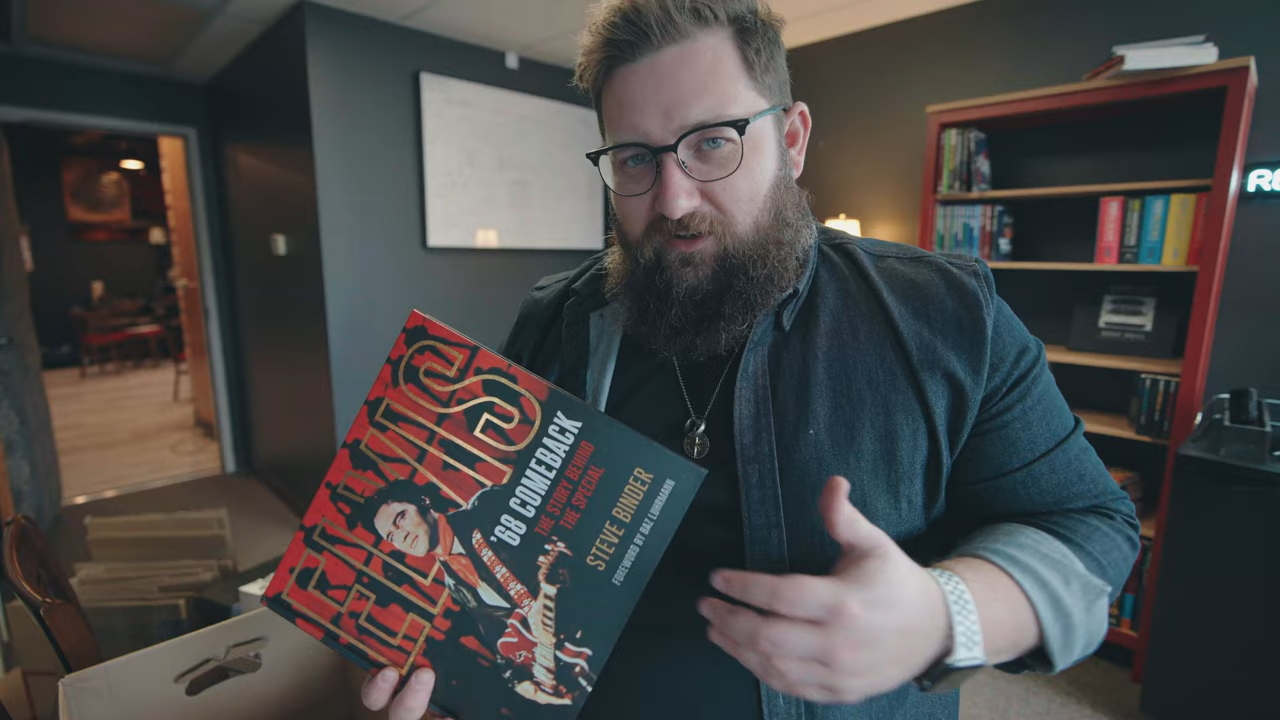 ELVIS
'68 COMEBACK
THE STORY BEHIND
THE SPECIAL
STEVE BINDER
FOREWORD BY BAZ LUHRMANN